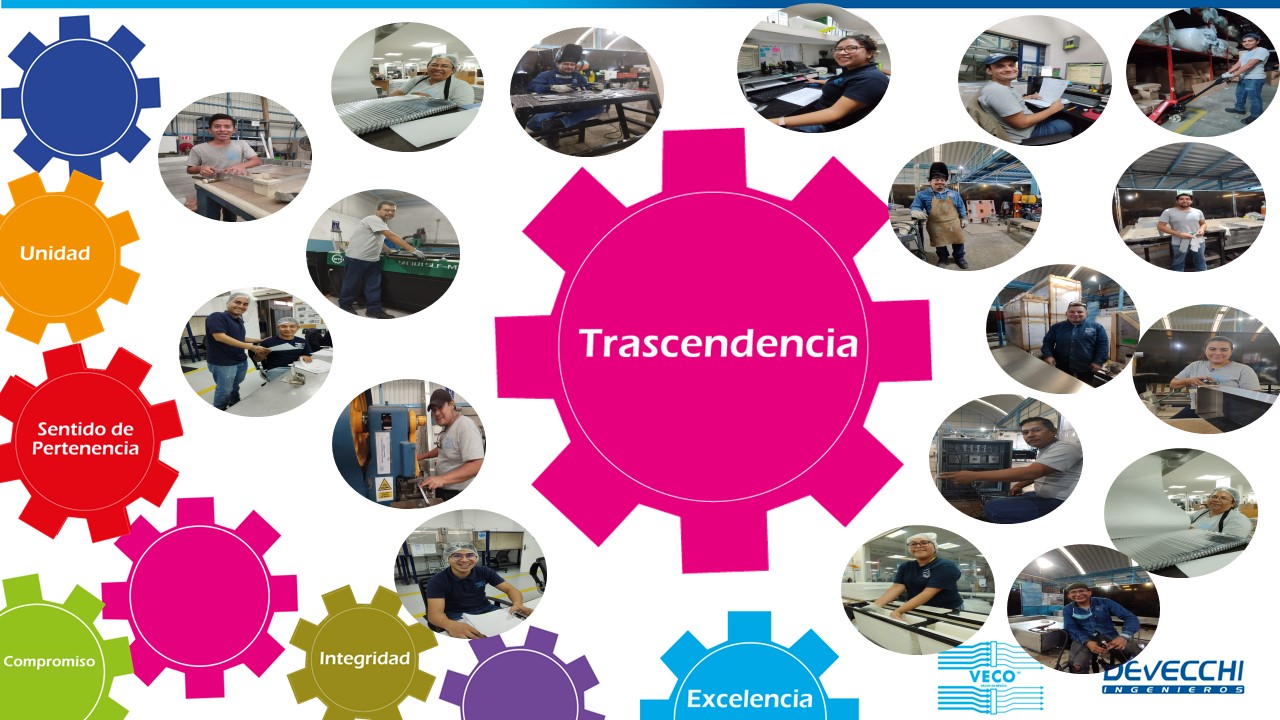 Unidad
Trascendencia
Sentido de
Pertenencia
Compromiso
Integridad
Excelencia
VECO
DEVECCHI
INGENIEROS